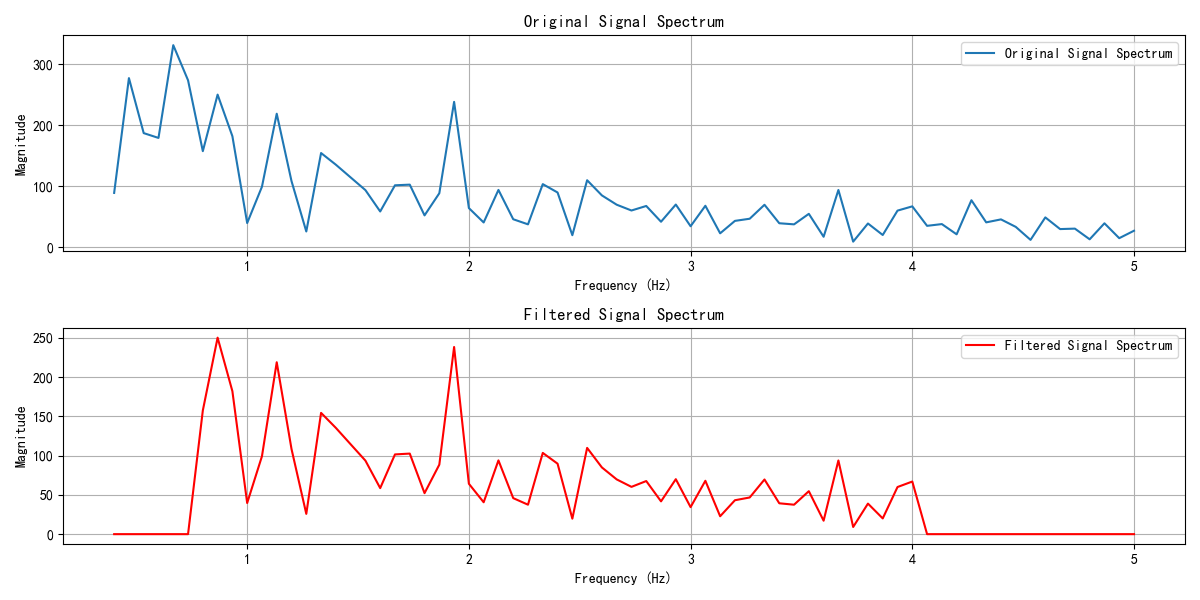 Original Signal Spectrum
Original Signal Spectrum
Magnitude
300
200
100
0
1 2 3 4 5
Frequency (Hz)
Filtered Signal Spectrum
Filtered Signal Spectrum
Magnitude
250
200
150
100
50
0
1 2 3 4 5
Frequency (Hz)